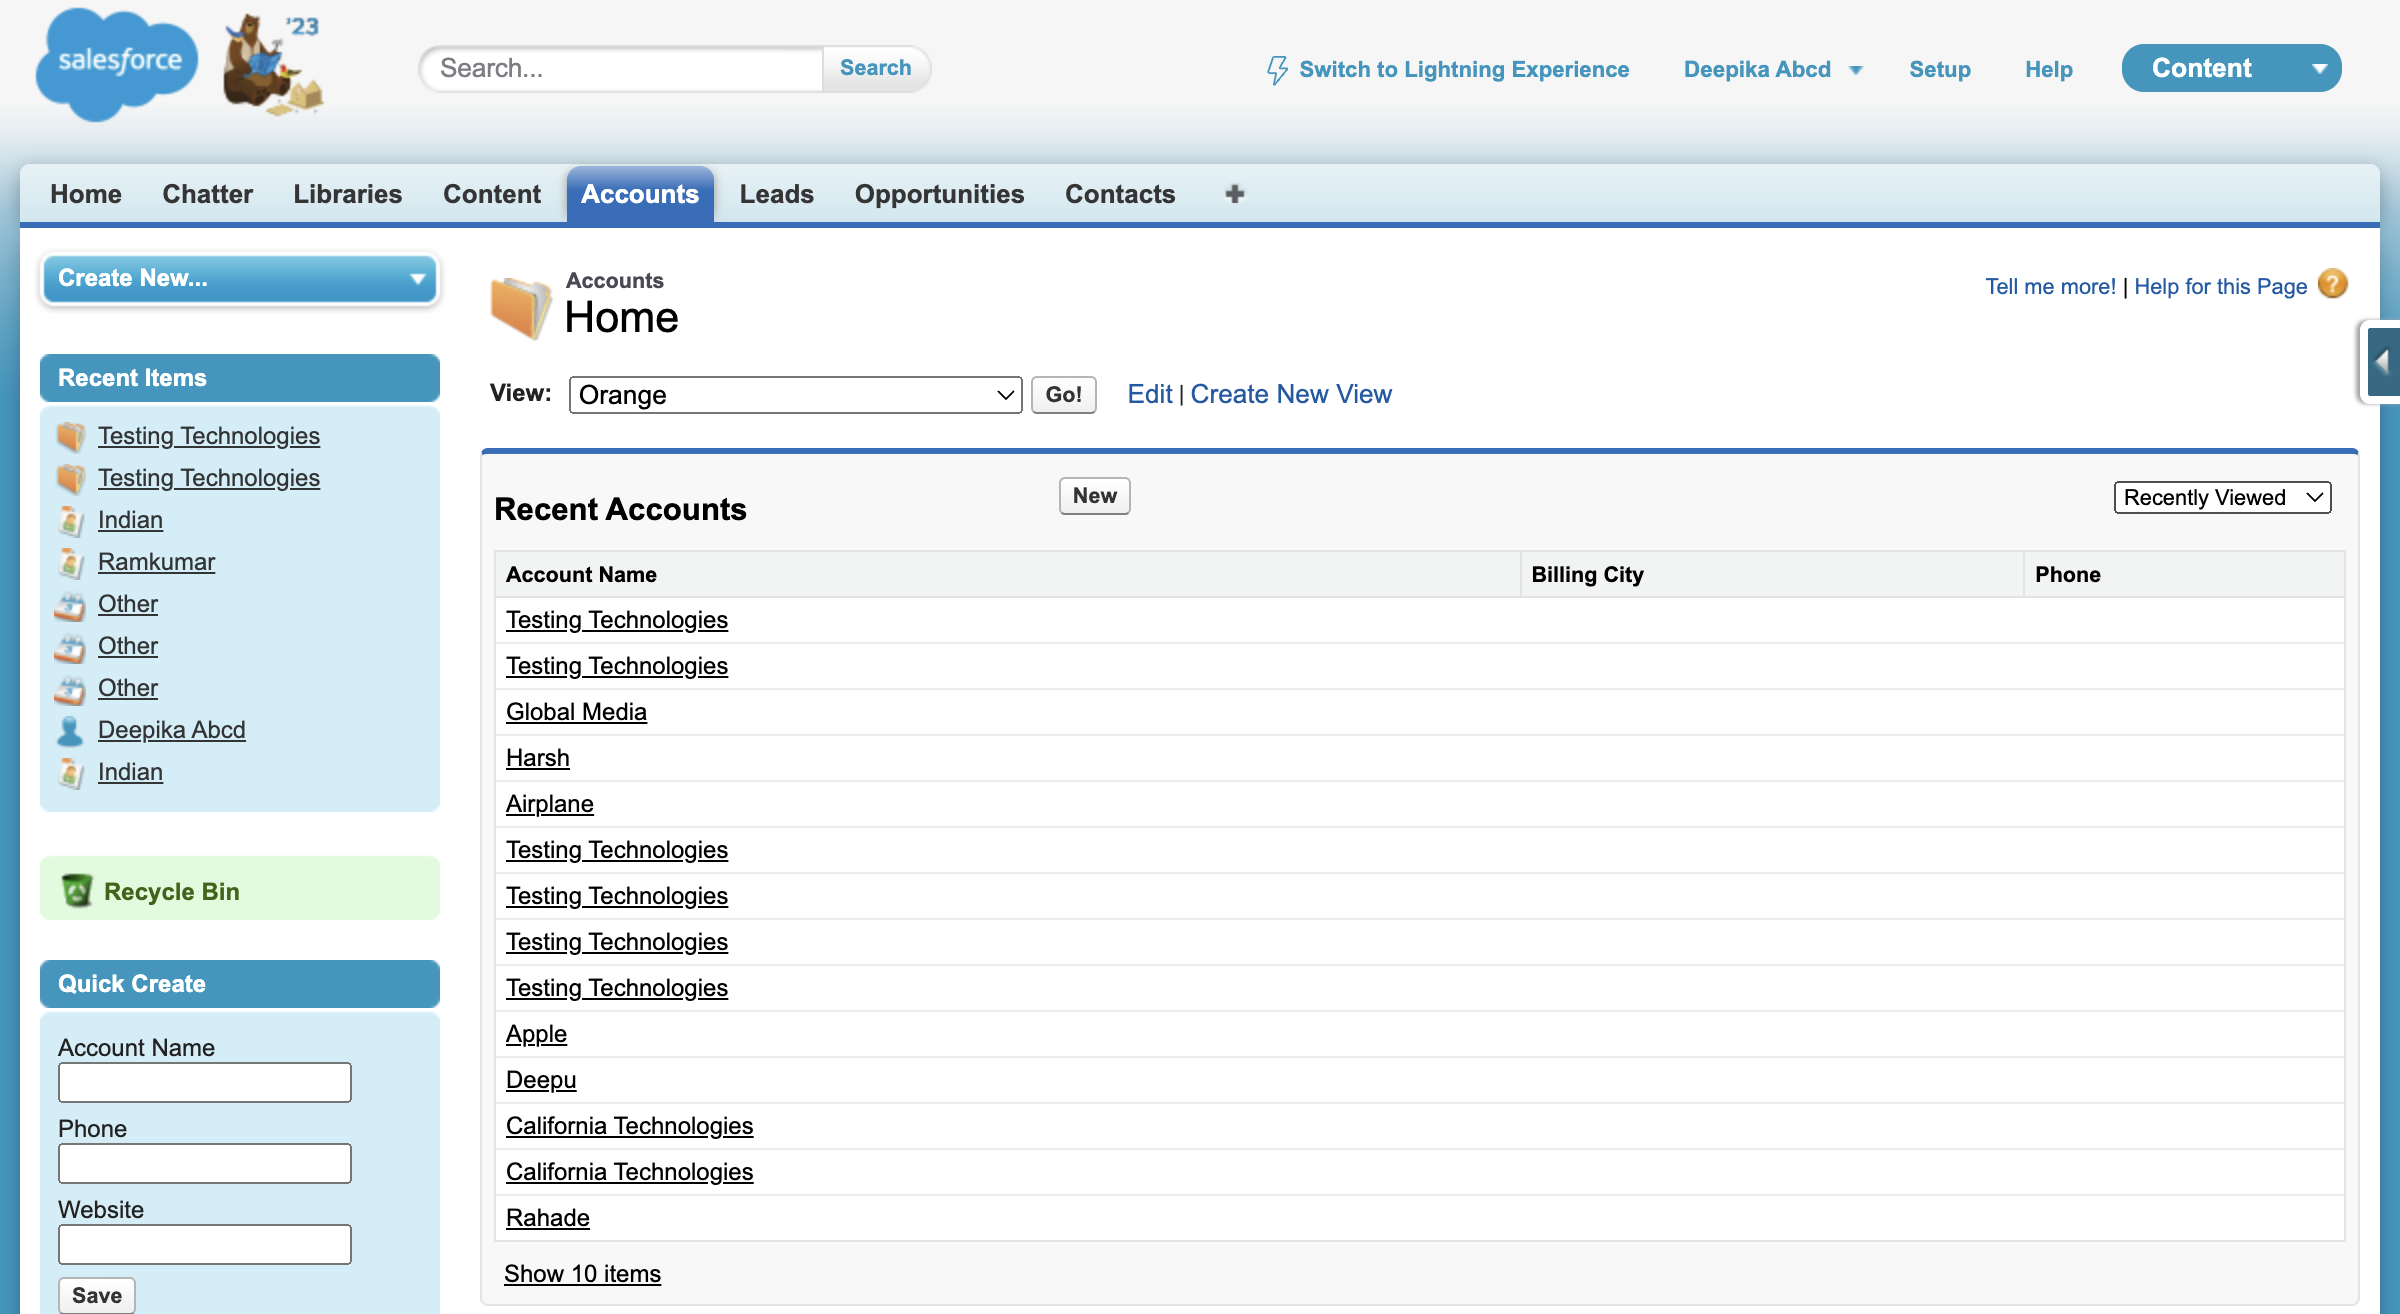 salesforce
'23
Search...
Search
Switch to Lightning Experience
Deepika Abcd
Setup
Help
Content
Home
Chatter
Libraries
Content
Accounts
Leads
Opportunities
Contacts
+
Create New...
Recent Items
Testing Technologies
Testing Technologies
Indian
Ramkumar
Other
Other
Other
Deepika Abcd
Indian
Recycle Bin
Quick Create
Account Name
Phone
Website
Save
Accounts
Home
Tell me more! | Help for this Page ?
View: Orange Go! Edit | Create New View
Recent Accounts
New
Recently Viewed
Account Name Billing City Phone
Testing Technologies
Testing Technologies
Global Media
Harsh
Airplane
Testing Technologies
Testing Technologies
Testing Technologies
Testing Technologies
Apple
Deepu
California Technologies
California Technologies
Rahade
Show 10 items